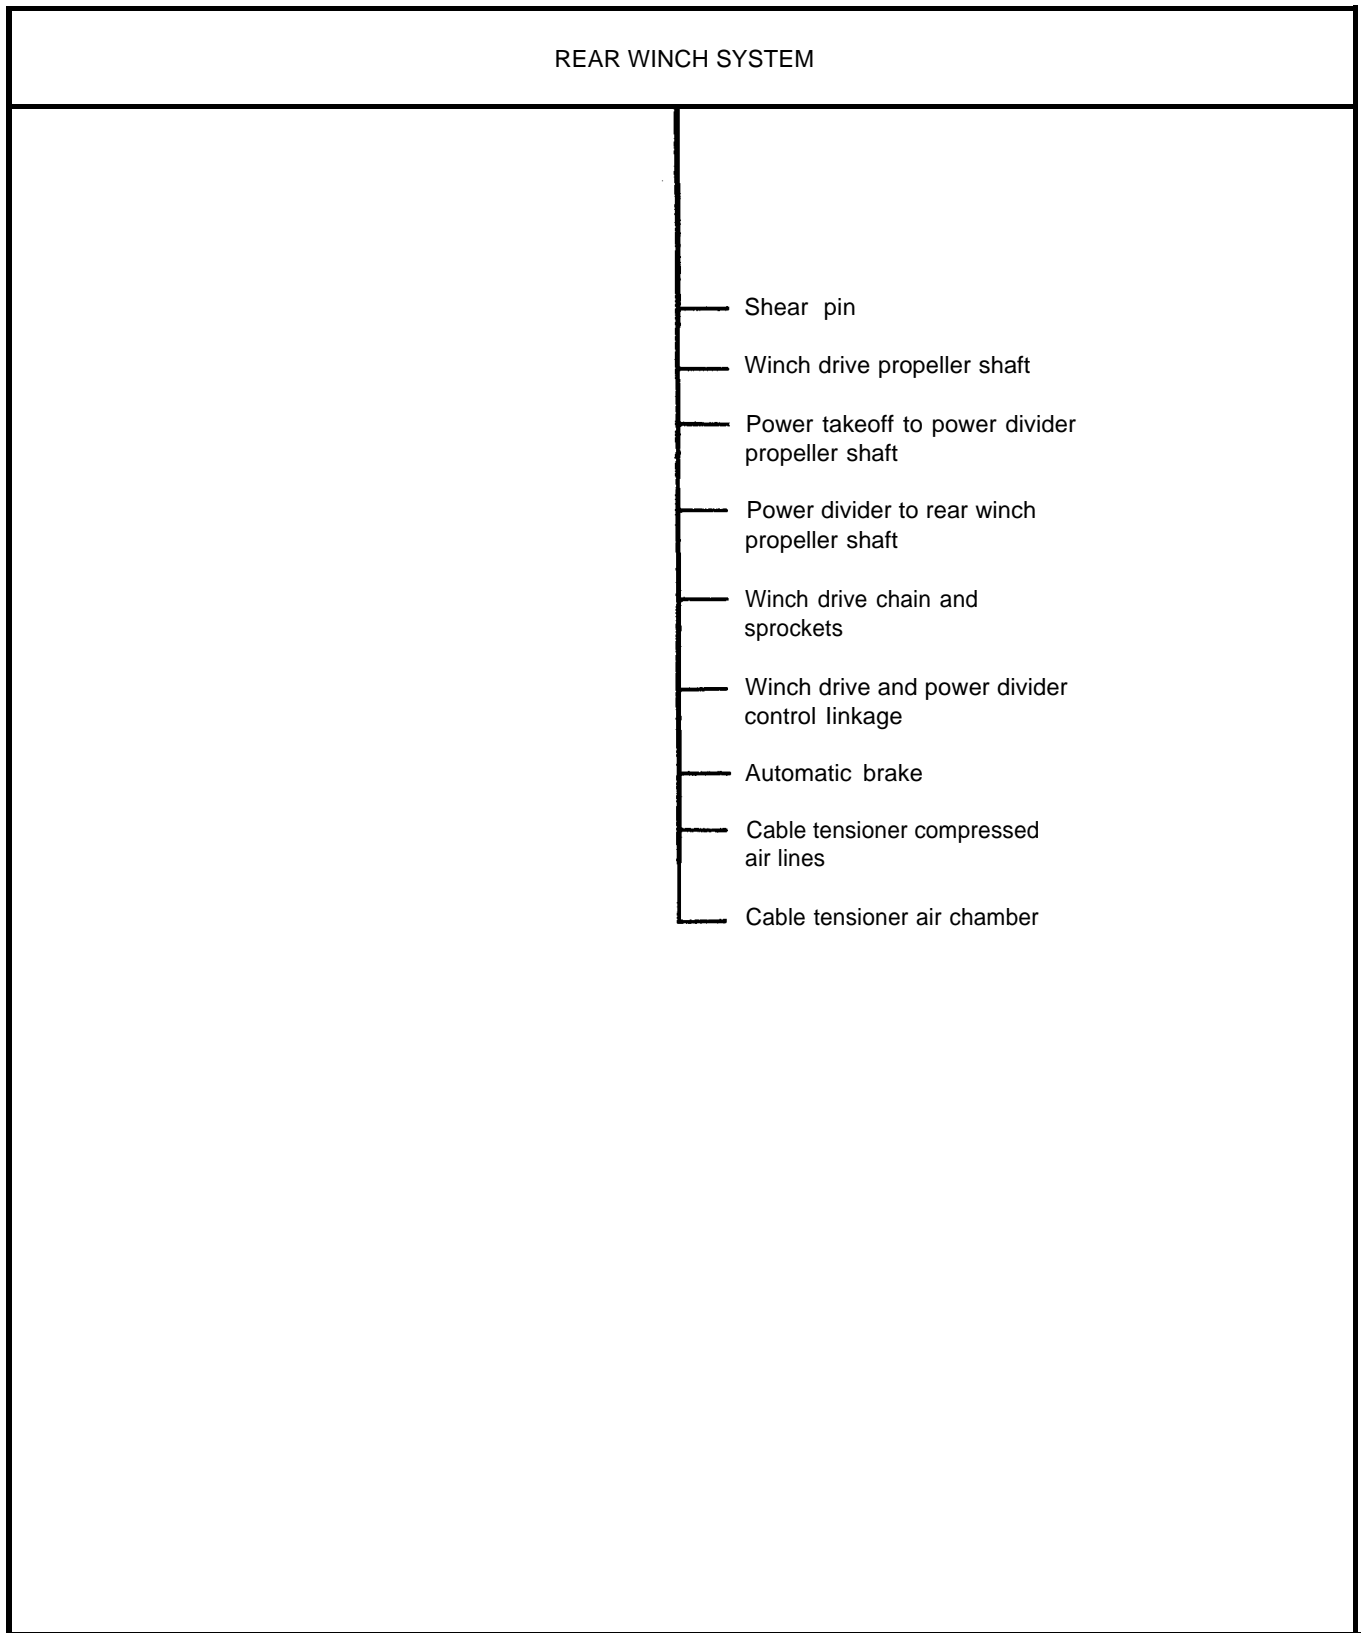 REAR WINCH SYSTEM
Shear pin
Winch drive propeller shaft
Power takeoff to power divider
propeller shaft
Power divider to rear winch
propeller shaft
Winch drive chain and
sprockets
Winch drive and power divider
control linkage
Automatic brake
Cable tensioner compressed
air lines
Cable tensioner air chamber